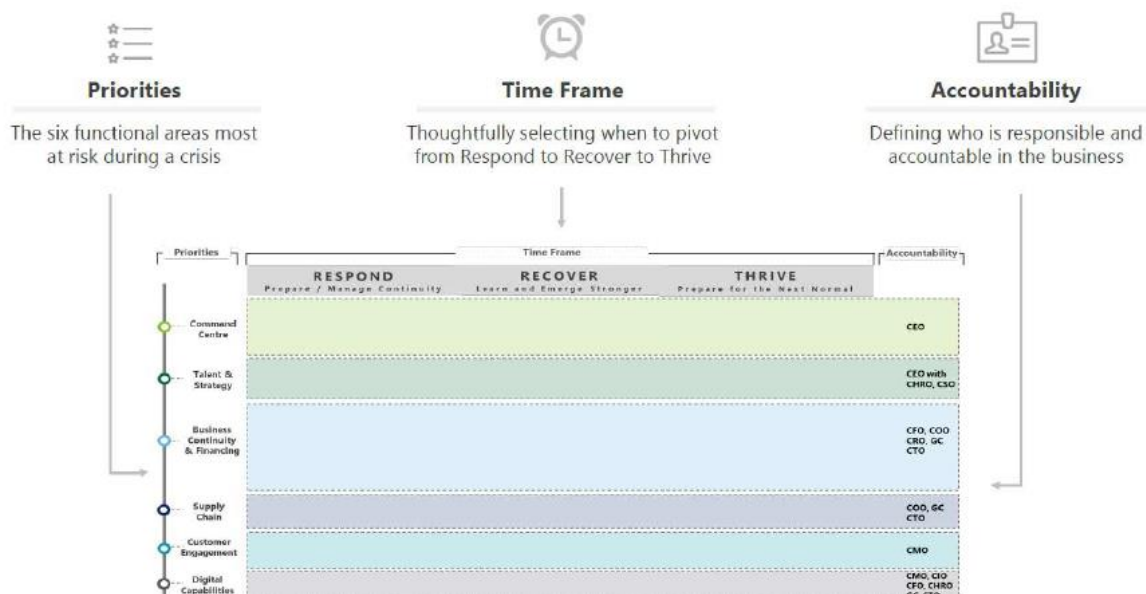 Priorities
Time Frame
Accountability
The six functional areas most
at risk during a crisis
Thoughtfully selecting when to pivot
from Respond to Recover to Thrive
Defining who is responsible and
accountable in the business
Priorities
Time Frame
Accountability
RESPOND
Prepare / Manage Continuity
RECOVER
Learn and Emerge Stronger
THRIVE
Prepare for the Next Normal
Command
Centre
CEO
Talent &
Strategy
CEO with
CHRO, CSO
Business
Continuity
& Financing
CFO, COO
CRO, GC
CTO
Supply
Chain
COO, GC
CTO
Customer
Engagement
CMO
Digital
Capabilities
CMO, CIO
CFO, CHRO